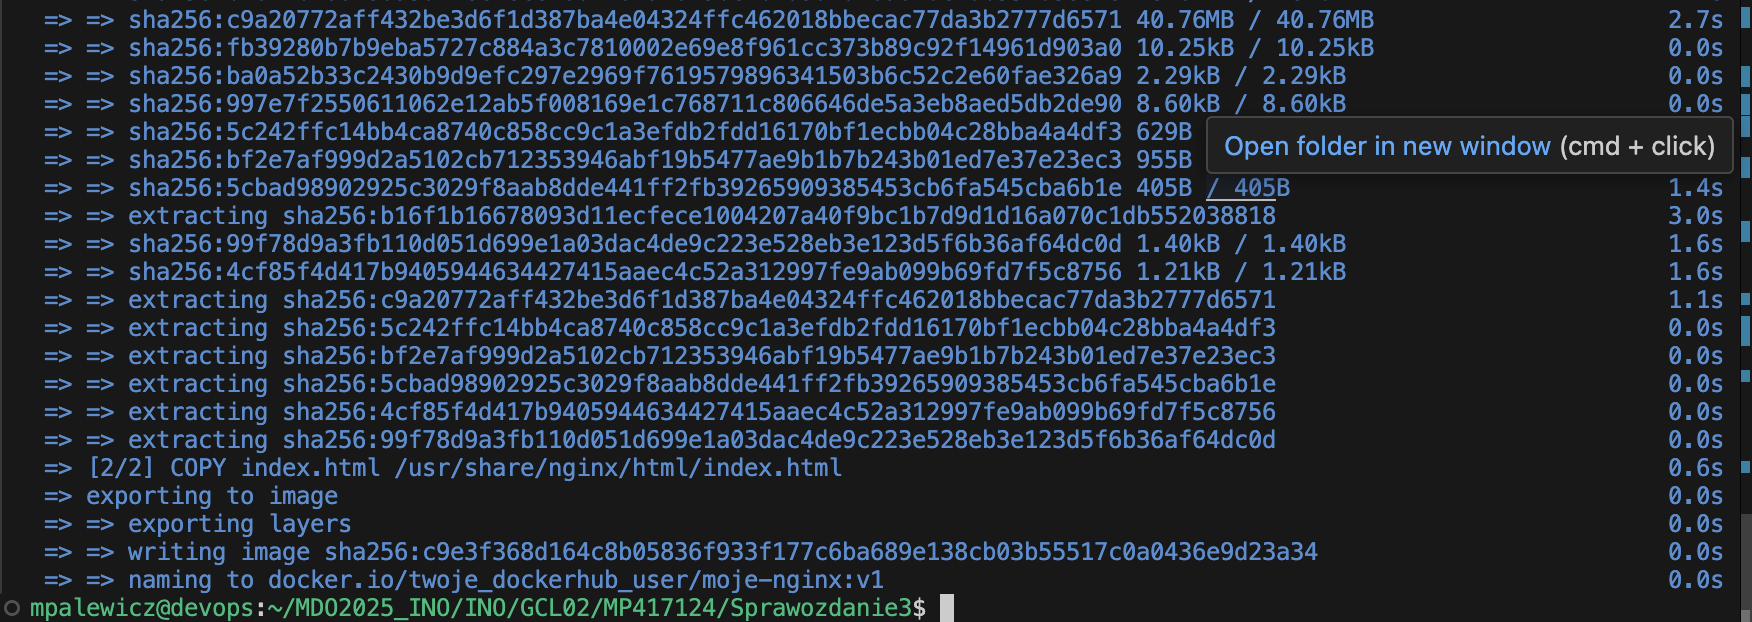 => => sha256:c9a20772aff432be3d6f1d387ba4e04324ffc462018bbecac77da3b2777d6571 40.76MB / 40.76MB 2.7s
=> => sha256:fb39280b7b9eba5727c884a3c7810002e69e8f961cc373b89c92f14961d903a0 10.25kB / 10.25kB 0.0s
=> => sha256:ba0a52b33c2430b9d9efc297e2969f7619579896341503b6c52c2e60fae326a9 2.29kB / 2.29kB 0.0s
=> => sha256:997e7f2550611062e12ab5f008169e1c768711c806646de5a3eb8aed5db2de90 8.60kB / 8.60kB 0.0s
=> => sha256:5c242ffc14bb4ca8740c858cc9c1a3efdb2fdd16170bf1ecbb04c28bba4a4df3 629B
Open folder in new window (cmd + click)
=> => sha256:bf2e7af999d2a5102cb712353946abf19b5477ae9b1b7b243b01ed7e37e23ec3 955B
=> => sha256:5cbad98902925c3029f8aab8dde441ff2fb39265909385453cb6fa545cba6b1e 405B / 405B 1.4s
=> => extracting sha256:b16f1b16678093d11ecfece1004207a40f9bc1b7d9d1d16a070c1db552038818 3.0s
=> => sha256:99f78d9a3fb110d051d699e1a03dac4de9c223e528eb3e123d5f6b36af64dc0d 1.40kB / 1.40kB 1.6s
=> => sha256:4cf85f4d417b9405944634427415aaec4c52a312997fe9ab099b69fd7f5c8756 1.21kB / 1.21kB 1.6s
=> => extracting sha256:c9a20772aff432be3d6f1d387ba4e04324ffc462018bbecac77da3b2777d6571 1.1s
=> => extracting sha256:5c242ffc14bb4ca8740c858cc9c1a3efdb2fdd16170bf1ecbb04c28bba4a4df3 0.0s
=> => extracting sha256:bf2e7af999d2a5102cb712353946abf19b5477ae9b1b7b243b01ed7e37e23ec3 0.0s
=> => extracting sha256:5cbad98902925c3029f8aab8dde441ff2fb39265909385453cb6fa545cba6b1e 0.0s
=> => extracting sha256:4cf85f4d417b9405944634427415aaec4c52a312997fe9ab099b69fd7f5c8756 0.0s
=> => extracting sha256:99f78d9a3fb110d051d699e1a03dac4de9c223e528eb3e123d5f6b36af64dc0d 0.0s
=> [2/2] COPY index.html /usr/share/nginx/html/index.html 0.6s
=> exporting to image 0.0s
=> => exporting layers 0.0s
=> => writing image sha256:c9e3f368d164c8b05836f933f177c6ba689e138cb03b55517c0a0436e9d23a34 0.0s
=> => naming to docker.io/twoje_dockerhub_user/moje-nginx:v1 0.0s
mpalewicz@devops:~/MDO2025_INO/INO/GCL02/MP417124/Sprawozdanie3$